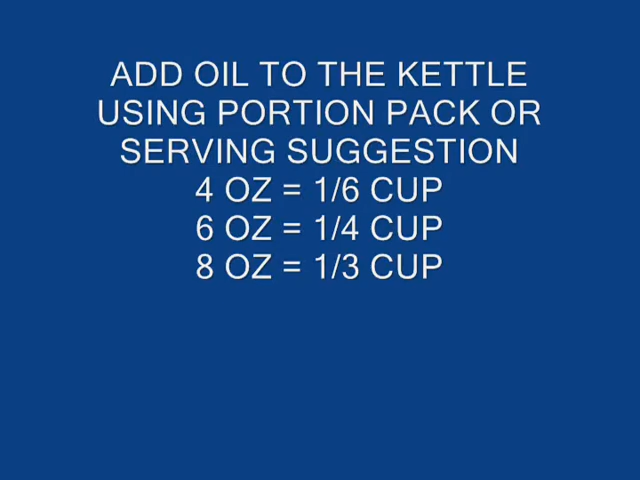 ADD OIL TO THE KETTLE
USING PORTION PACK OR
SERVING SUGGESTION
4 OZ = 1/6 CUP
6 OZ = 1/4 CUP
8 OZ = 1/3 CUP